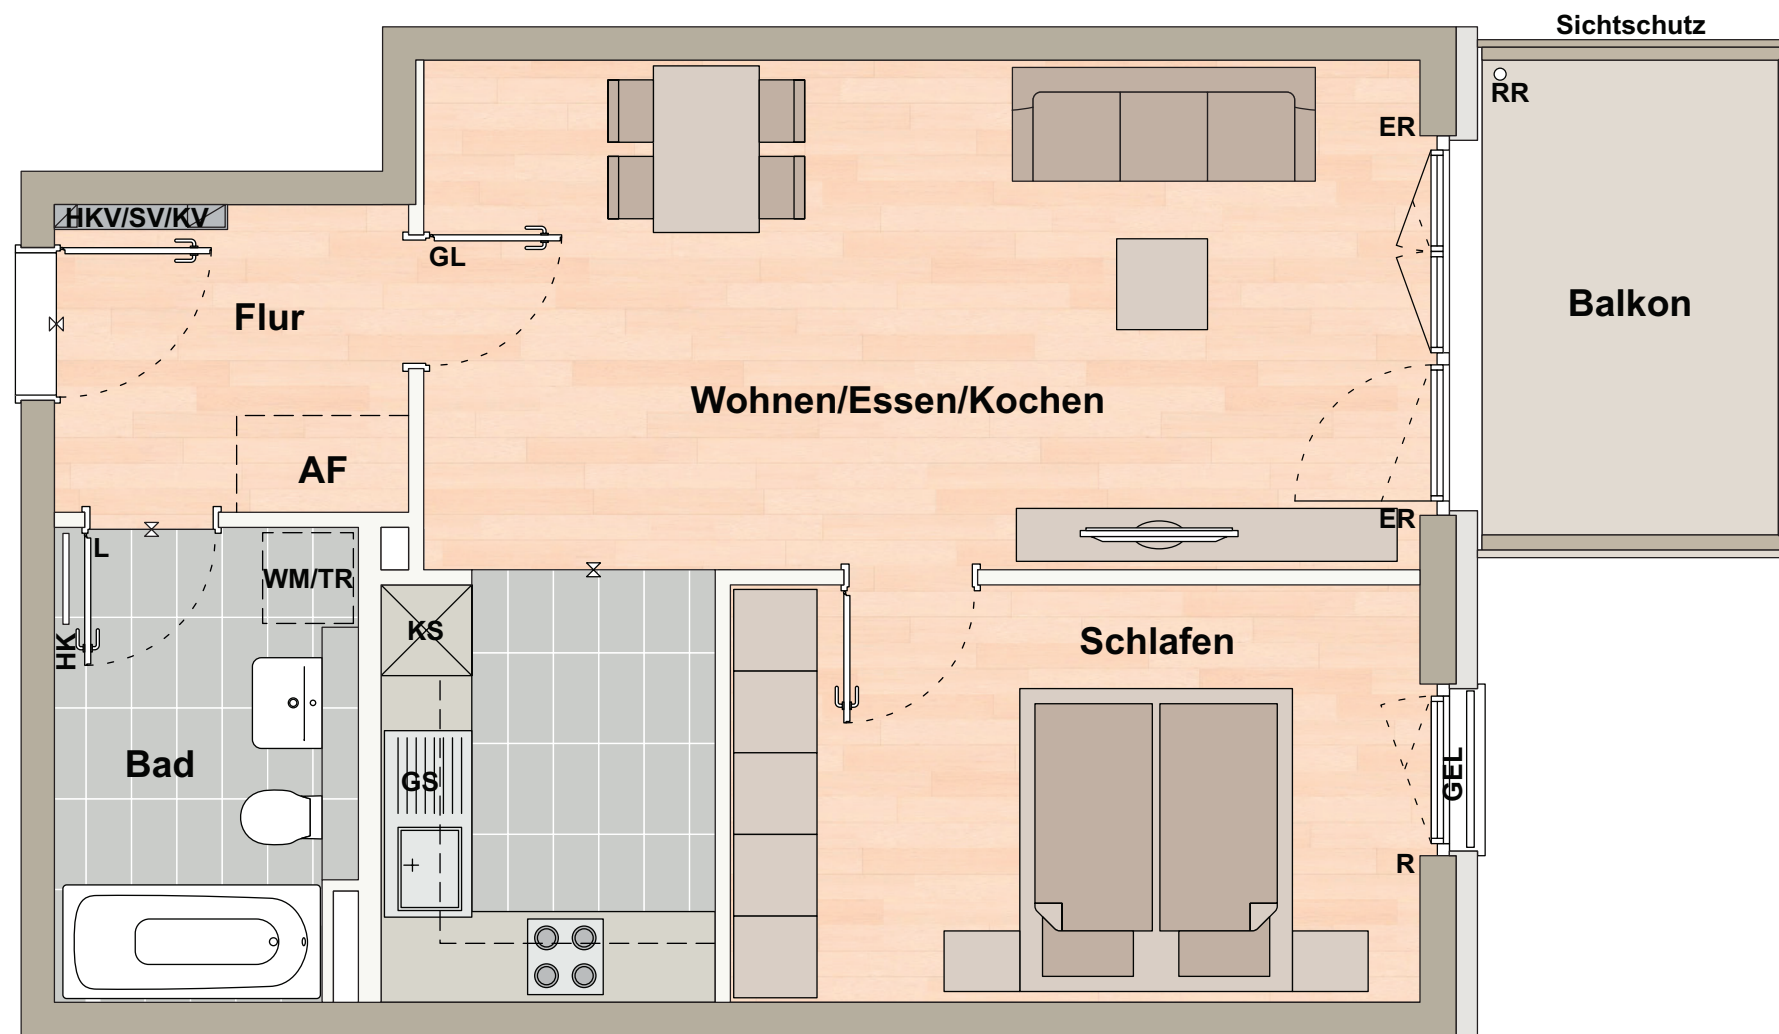 Sichtschutz
RR
ER
HKV/SV/KV
GL
Flur
Balkon
Wohnen/Essen/Kochen
AF
ER
L
WM/TR
KS
HK
Schlafen
Bad
GS
GEL
R